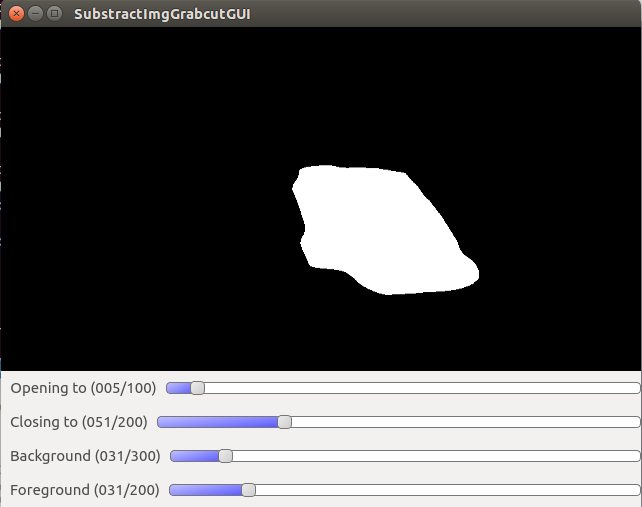 SubstractImgGrabcutGUI
Opening to (005/100)
Closing to (051/200)
Background (031/300)
Foreground (031/200)